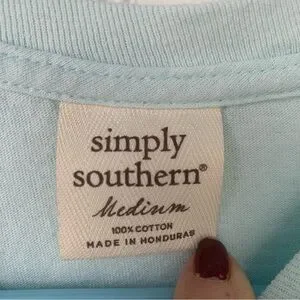 simply
southern®
Medium
100% COTTON
MADE IN HONDURAS